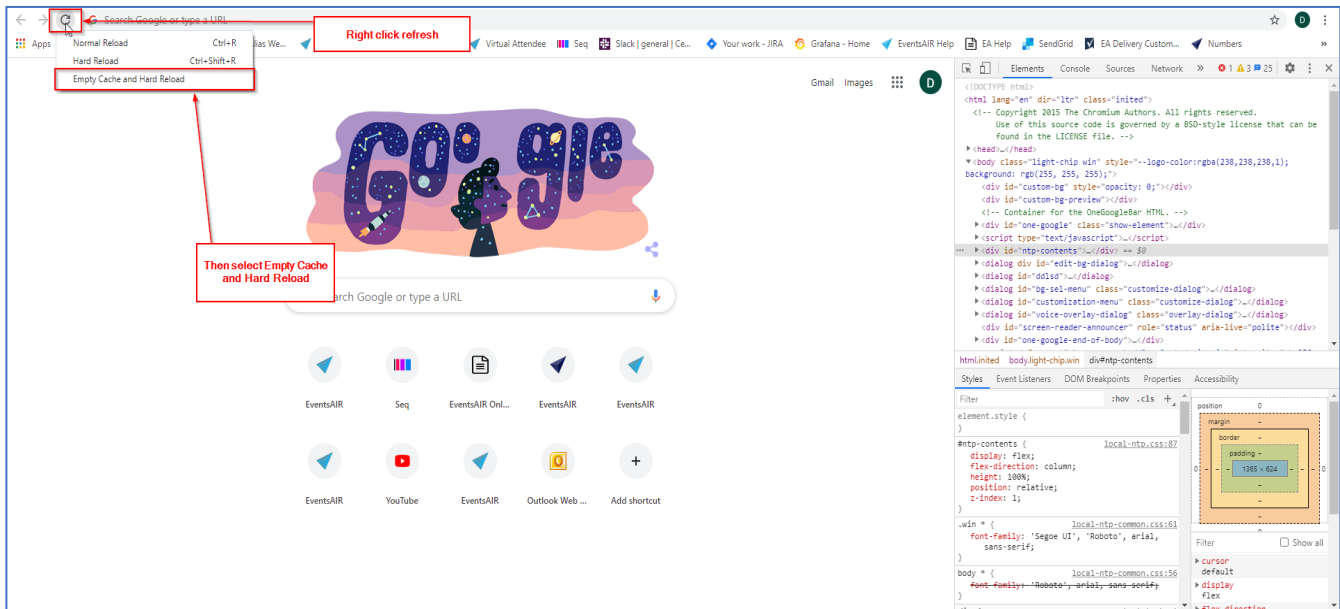 Search Google or type a URL
Right click refresh
Apps
Normal Reload Ctrl+R
Hard Reload Ctrl+Shift+R
Empty Cache and Hard Reload
lias We...
Virtual Attendee
Seq
Slack | general | Ce...
Your work - JIRA
Grafana - Home
EventsAIR Help
EA Help
SendGrid
EA Delivery Custom...
Numbers
»
D
Gmail Images
D
Google
Then select Empty Cache
and Hard Reload
arch Google or type a URL
EventsAIR
Seq
EventsAIR Onl...
EventsAIR
EventsAIR
EventsAIR
YouTube
EventsAIR
Outlook Web ...
Add shortcut
Elements Console Sources Network » 1 3 25
<!DOCTYPE html>
<html lang="en" dir="ltr" class="inited">
<!-- Copyright 2015 The Chromium Authors. All rights reserved.
Use of this source code is governed by a BSD-style license that can be
found in the LICENSE file. -->
<head>…</head>
<body class="light-chip win" style="--logo-color:rgba(238,238,238,1);
background: rgb(255, 255, 255);">
<div id="custom-bg" style="opacity: 0;"></div>
<div id="custom-bg-preview"></div>
<!-- Container for the OneGoogleBar HTML. -->
<div id="one-google" class="show-element">…</div>
<script type="text/javascript">…</script>
<div id="ntp-contents">…</div> == $0
<dialog div id="edit-bg-dialog">…</dialog>
<dialog id="ddlsd">…</dialog>
<dialog id="bg-sel-menu" class="customize-dialog">…</dialog>
<dialog id="customization-menu" class="customize-dialog">…</dialog>
<dialog id="voice-overlay-dialog" class="overlay-dialog">…</dialog>
<div id="screen-reader-announcer" role="status" aria-live="polite"></div>
<div id="one-google-end-of-body">…</div>
html.inited body.light-chip.win div#ntp-contents
Styles Event Listeners DOM Breakpoints Properties Accessibility
Filter :hov .cls +
element.style {
}
#ntp-contents { local-ntp.css:87
display: flex;
flex-direction: column;
height: 100%;
position: relative;
z-index: 1;
}
.win * { local-ntp-common.css:61
font-family: 'Segoe UI', 'Roboto', arial,
sans-serif;
}
body * { local-ntp-common.css:56
font-family: 'Roboto', arial, sans-serif;
}
position 0
margin -
border -
padding -
0 - - - 1365 × 624 - - - 0
-
-
-
Filter Show all
cursor
default
display
flex
flex-direction